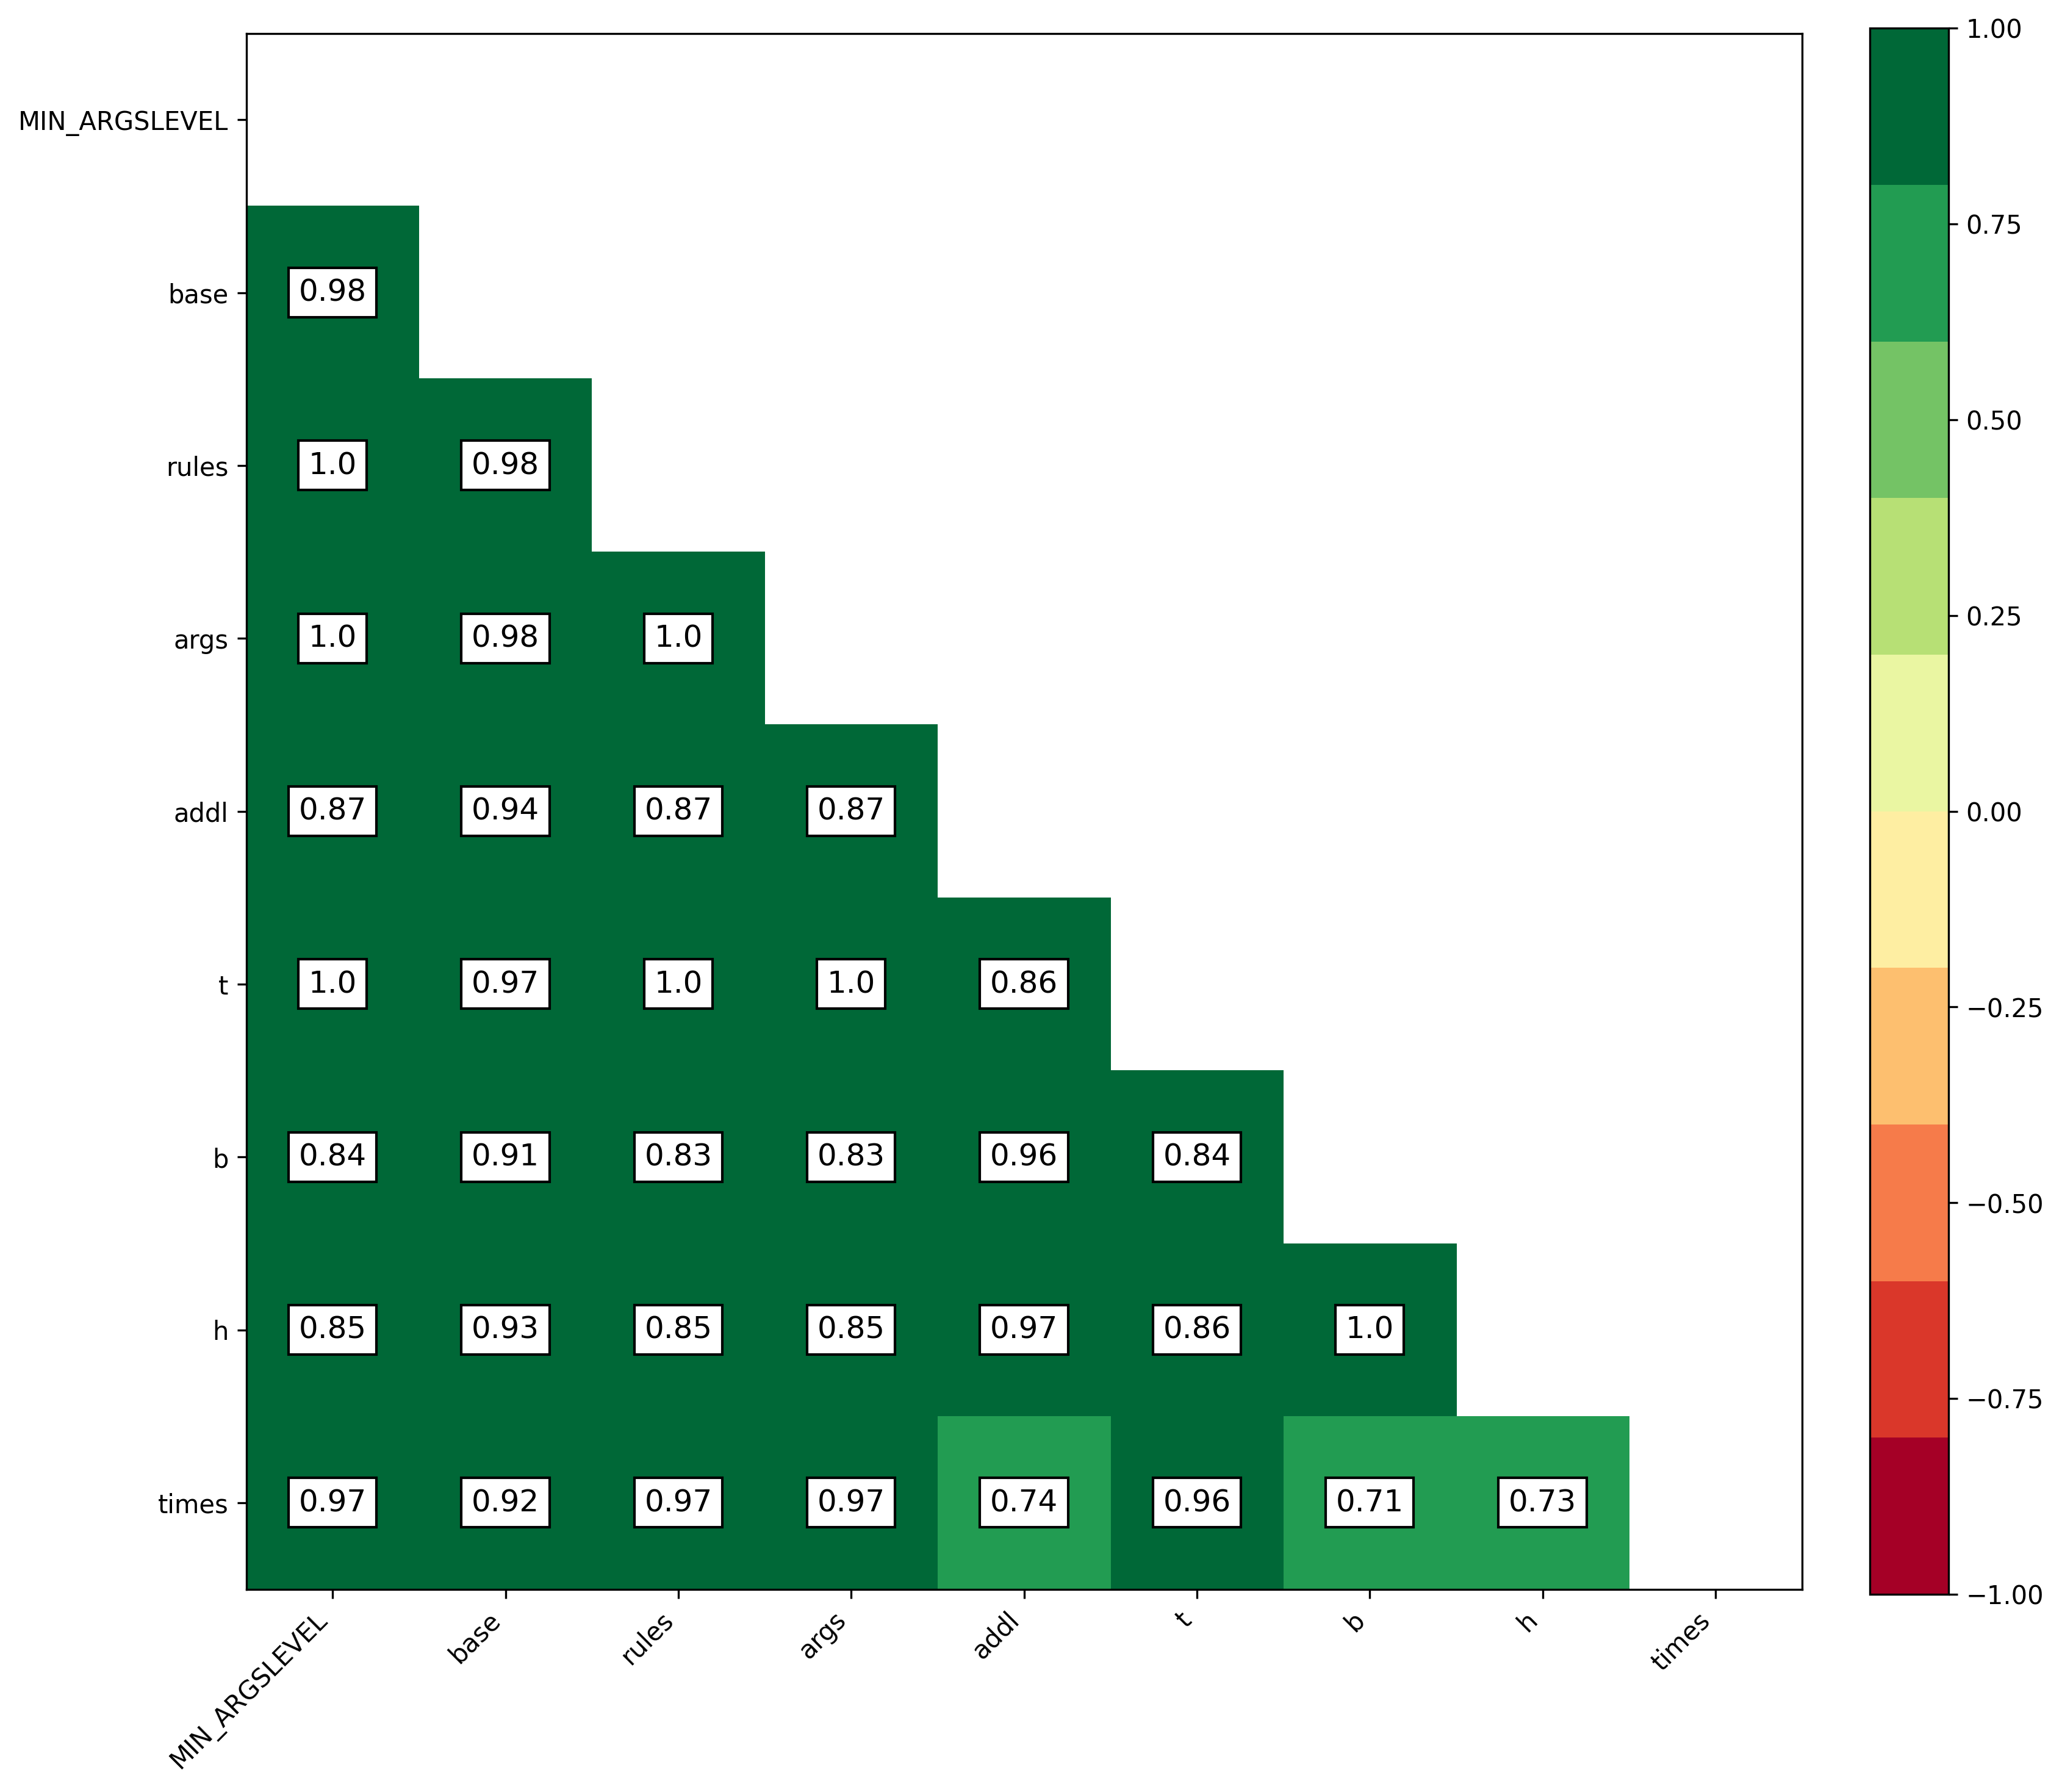 1.00
MIN_ARGSLEVEL
0.75
base 0.98
0.50
rules 1.0 0.98
0.25
args 1.0 0.98 1.0
0.00
addl 0.87 0.94 0.87 0.87
−0.25
t 1.0 0.97 1.0 1.0 0.86
b 0.84 0.91 0.83 0.83 0.96 0.84
−0.50
h 0.85 0.93 0.85 0.85 0.97 0.86 1.0
−0.75
times 0.97 0.92 0.97 0.97 0.74 0.96 0.71 0.73
−1.00
MIN_ARGSLEVEL base rules args addl t b h times